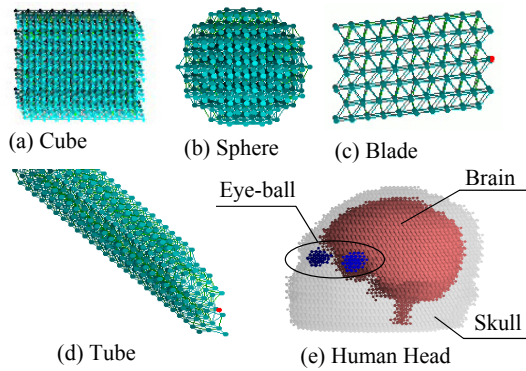 (a) Cube
(b) Sphere
(c) Blade
Eye-ball
Brain
Skull
(d) Tube
(e) Human Head